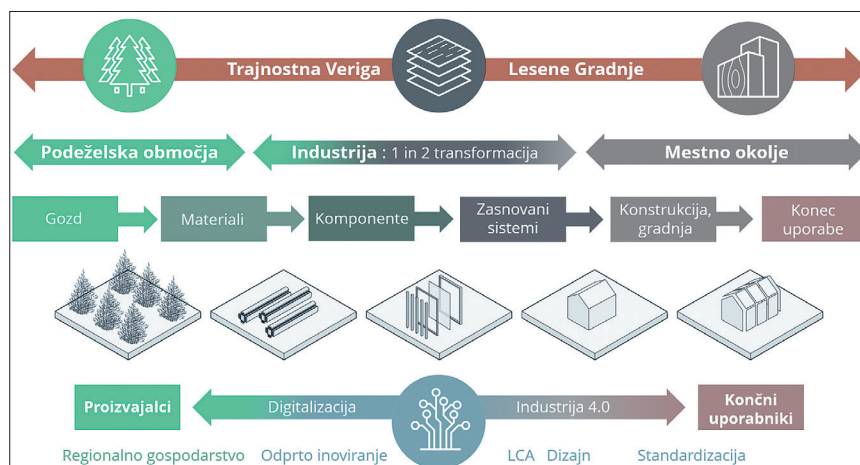 Trajnostna Veriga Lesene Gradnje
Podeželska območja Industrija : 1 in 2 transformacija Mestno okolje
Gozd Materiali Komponente Zasnovani sistemi Konstrukcija, gradnja Konec uporabe
Proizvajalci Digitalizacija Industrija 4.0 Končni uporabniki
Regionalno gospodarstvo Odprto inoviranje LCA Dizajn Standardizacija